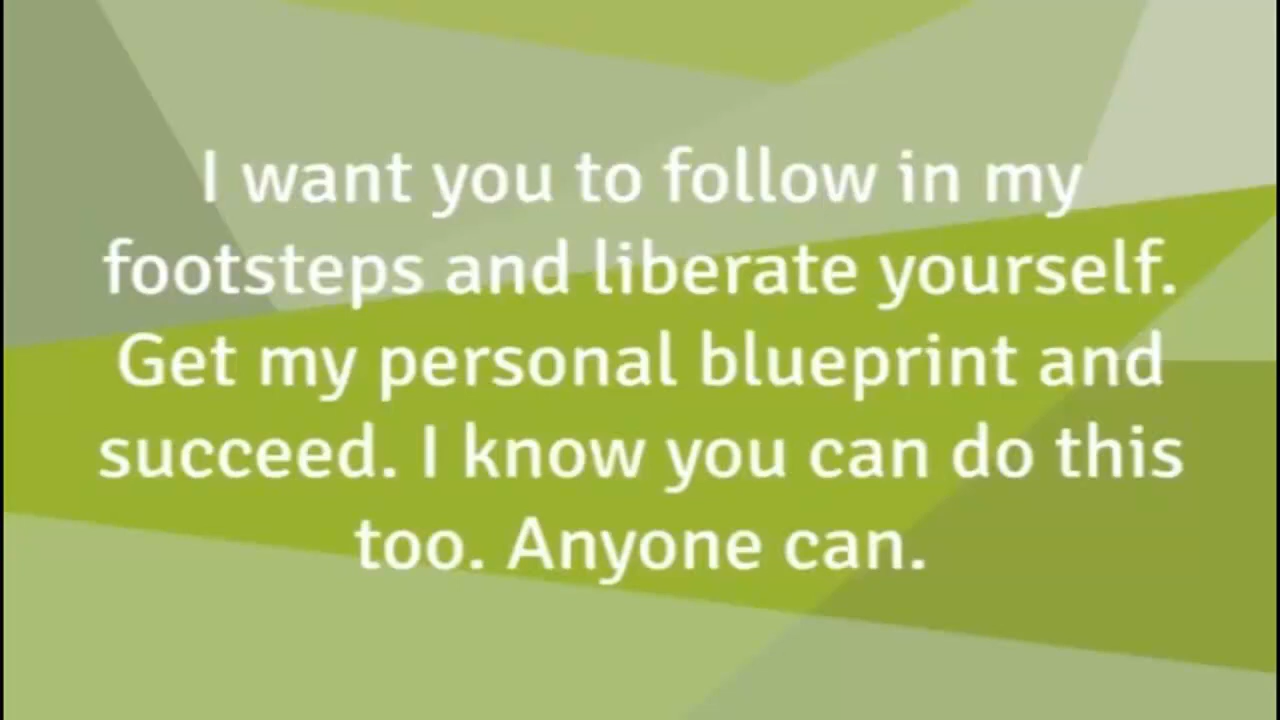 I want you to follow in my
footsteps and liberate yourself.
Get my personal blueprint and
succeed. I know you can do this
too. Anyone can.